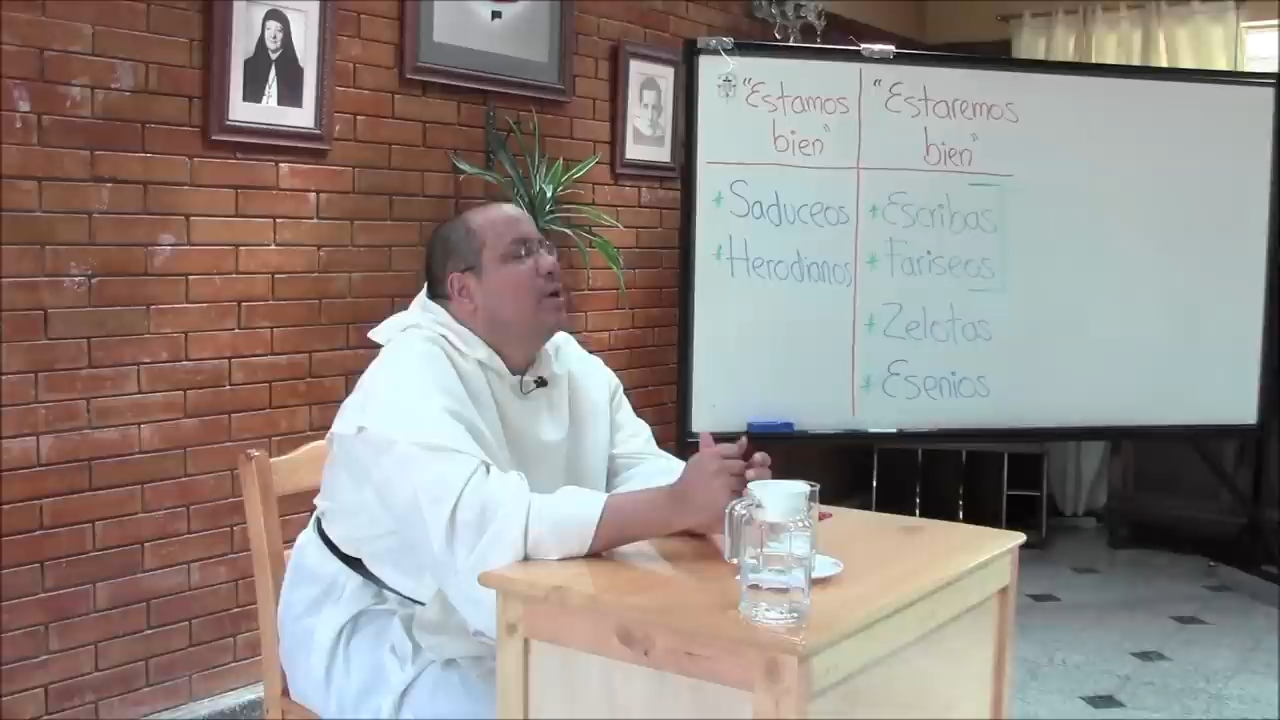 "Estamos
bien"
"Estaremos
bien"
* Saduceos
* Herodianos
* Escribas
* Fariseos
* Zelotas
* Esenios